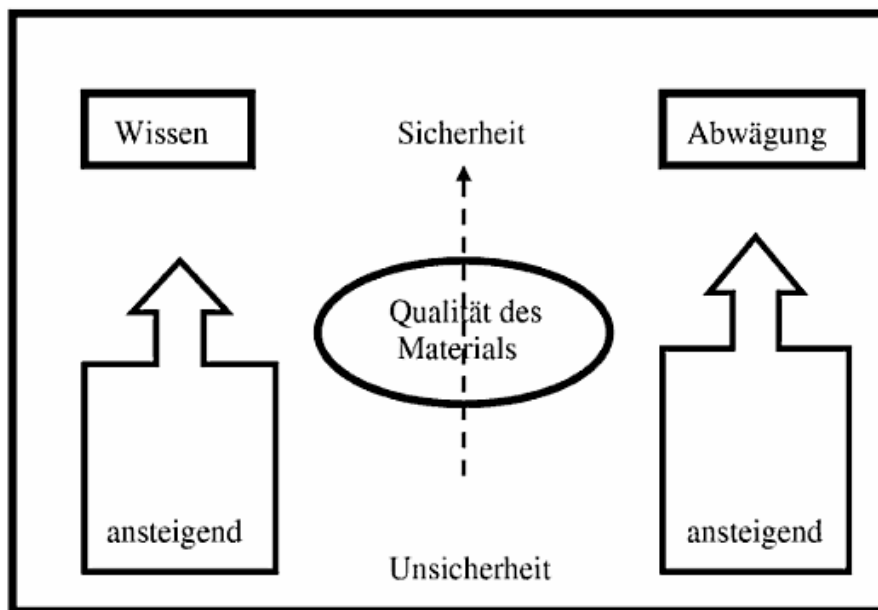 Wissen
Sicherheit
Abwägung
Qualität des
Materials
ansteigend
ansteigend
Unsicherheit